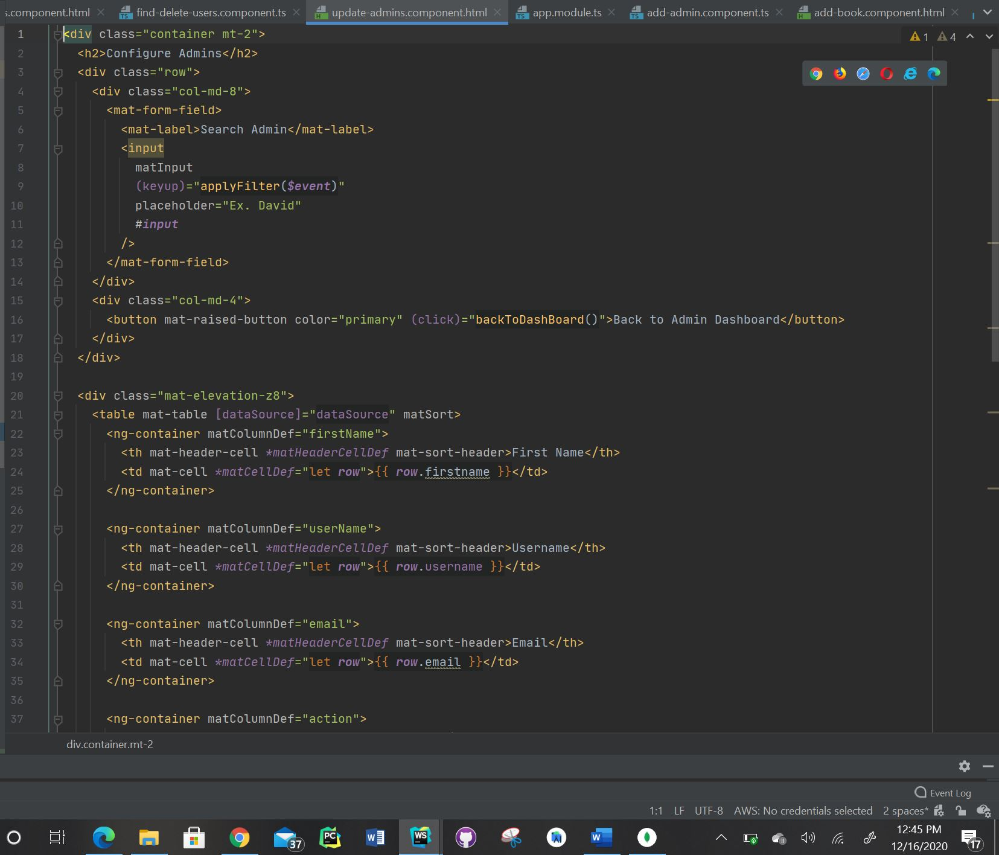 s.component.html find-delete-users.component.ts update-admins.component.html app.module.ts add-admin.component.ts add-book.component.html
1 <div class="container mt-2"> 1 4
2 <h2>Configure Admins</h2>
3 <div class="row">
4 <div class="col-md-8">
5 <mat-form-field>
6 <mat-label>Search Admin</mat-label>
7 <input
8 matInput
9 (keyup)="applyFilter($event)"
10 placeholder="Ex. David"
11 #input
12 />
13 </mat-form-field>
14 </div>
15 <div class="col-md-4">
16 <button mat-raised-button color="primary" (click)="backToDashBoard()">Back to Admin Dashboard</button>
17 </div>
18 </div>
19
20 <div class="mat-elevation-z8">
21 <table mat-table [dataSource]="dataSource" matSort>
22 <ng-container matColumnDef="firstName">
23 <th mat-header-cell *matHeaderCellDef mat-sort-header>First Name</th>
24 <td mat-cell *matCellDef="let row">{{ row.firstname }}</td>
25 </ng-container>
26
27 <ng-container matColumnDef="userName">
28 <th mat-header-cell *matHeaderCellDef mat-sort-header>Username</th>
29 <td mat-cell *matCellDef="let row">{{ row.username }}</td>
30 </ng-container>
31
32 <ng-container matColumnDef="email">
33 <th mat-header-cell *matHeaderCellDef mat-sort-header>Email</th>
34 <td mat-cell *matCellDef="let row">{{ row.email }}</td>
35 </ng-container>
36
37 <ng-container matColumnDef="action">
div.container.mt-2
Event Log
1:1 LF UTF-8 AWS: No credentials selected 2 spaces*
37 PC W WS W 12:45 PM
12/16/2020 17